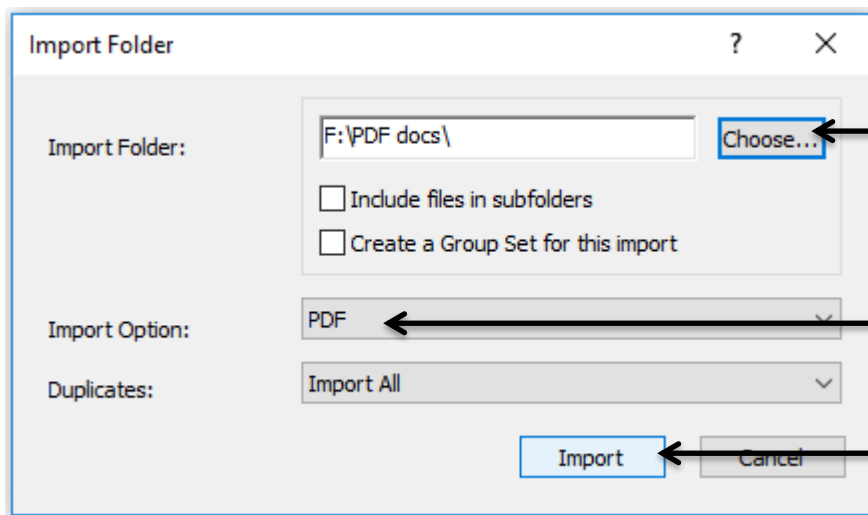 Import Folder
?
Import Folder:
F:\PDF docs\
Choose...
Include files in subfolders
Create a Group Set for this import
Import Option:
PDF
Duplicates:
Import All
Import
Cancel